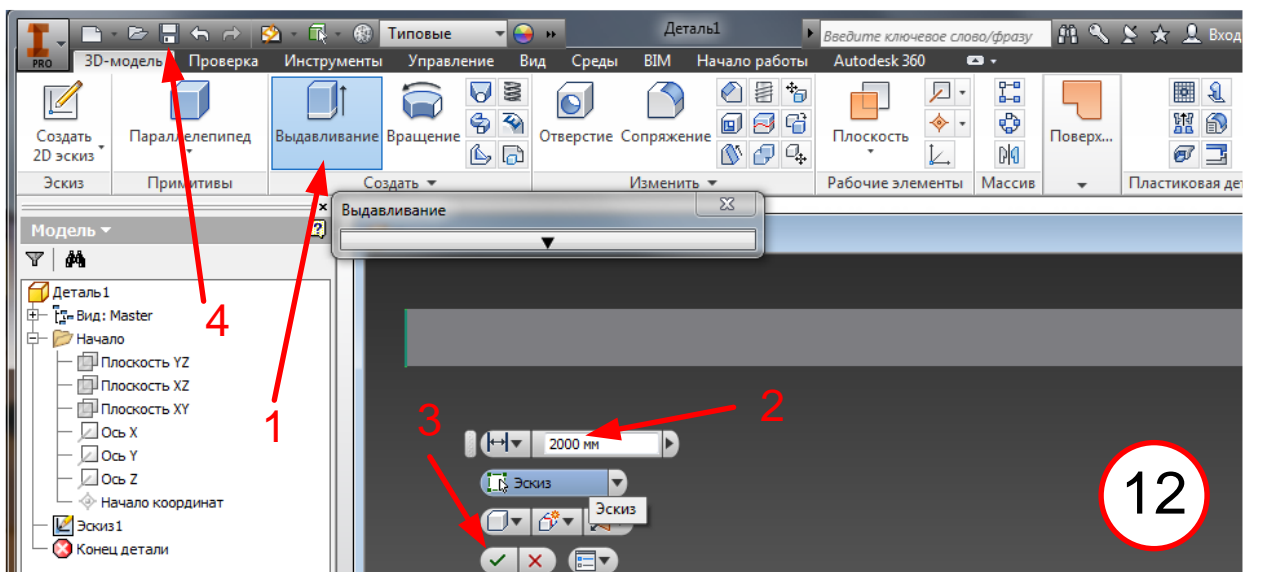 Типовые
Деталь1
Введите ключевое слово/фразу
Вход
PRO
3D-модель
Проверка
Инструменты
Управление
Вид
Среды
BIM
Начало работы
Autodesk 360
Создать
2D эскиз
Параллелепипед
Выдавливание
Вращение
Отверстие
Сопряжение
Плоскость
Поверх...
Эскиз
Примитивы
Создать
Изменить
Рабочие элементы
Массив
Пластиковая де
Выдавливание
Модель
Деталь1
Вид: Master
Начало
Плоскость YZ
Плоскость XZ
Плоскость XY
Ось X
Ось Y
Ось Z
Начало координат
Эскиз1
Конец детали
4
1
3
2
2000 мм
Эскиз
Эскиз
12